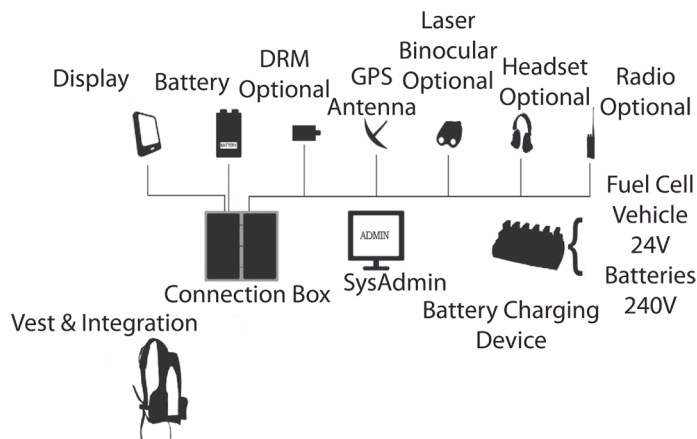 Display
Battery
DRM
Optional
GPS
Antenna
Laser
Binocular
Optional
Headset
Optional
Radio
Optional
BATTERY
ADMIN
Connection Box
SysAdmin
Battery Charging
Device
Fuel Cell
Vehicle
24V
Batteries
240V
Vest & Integration